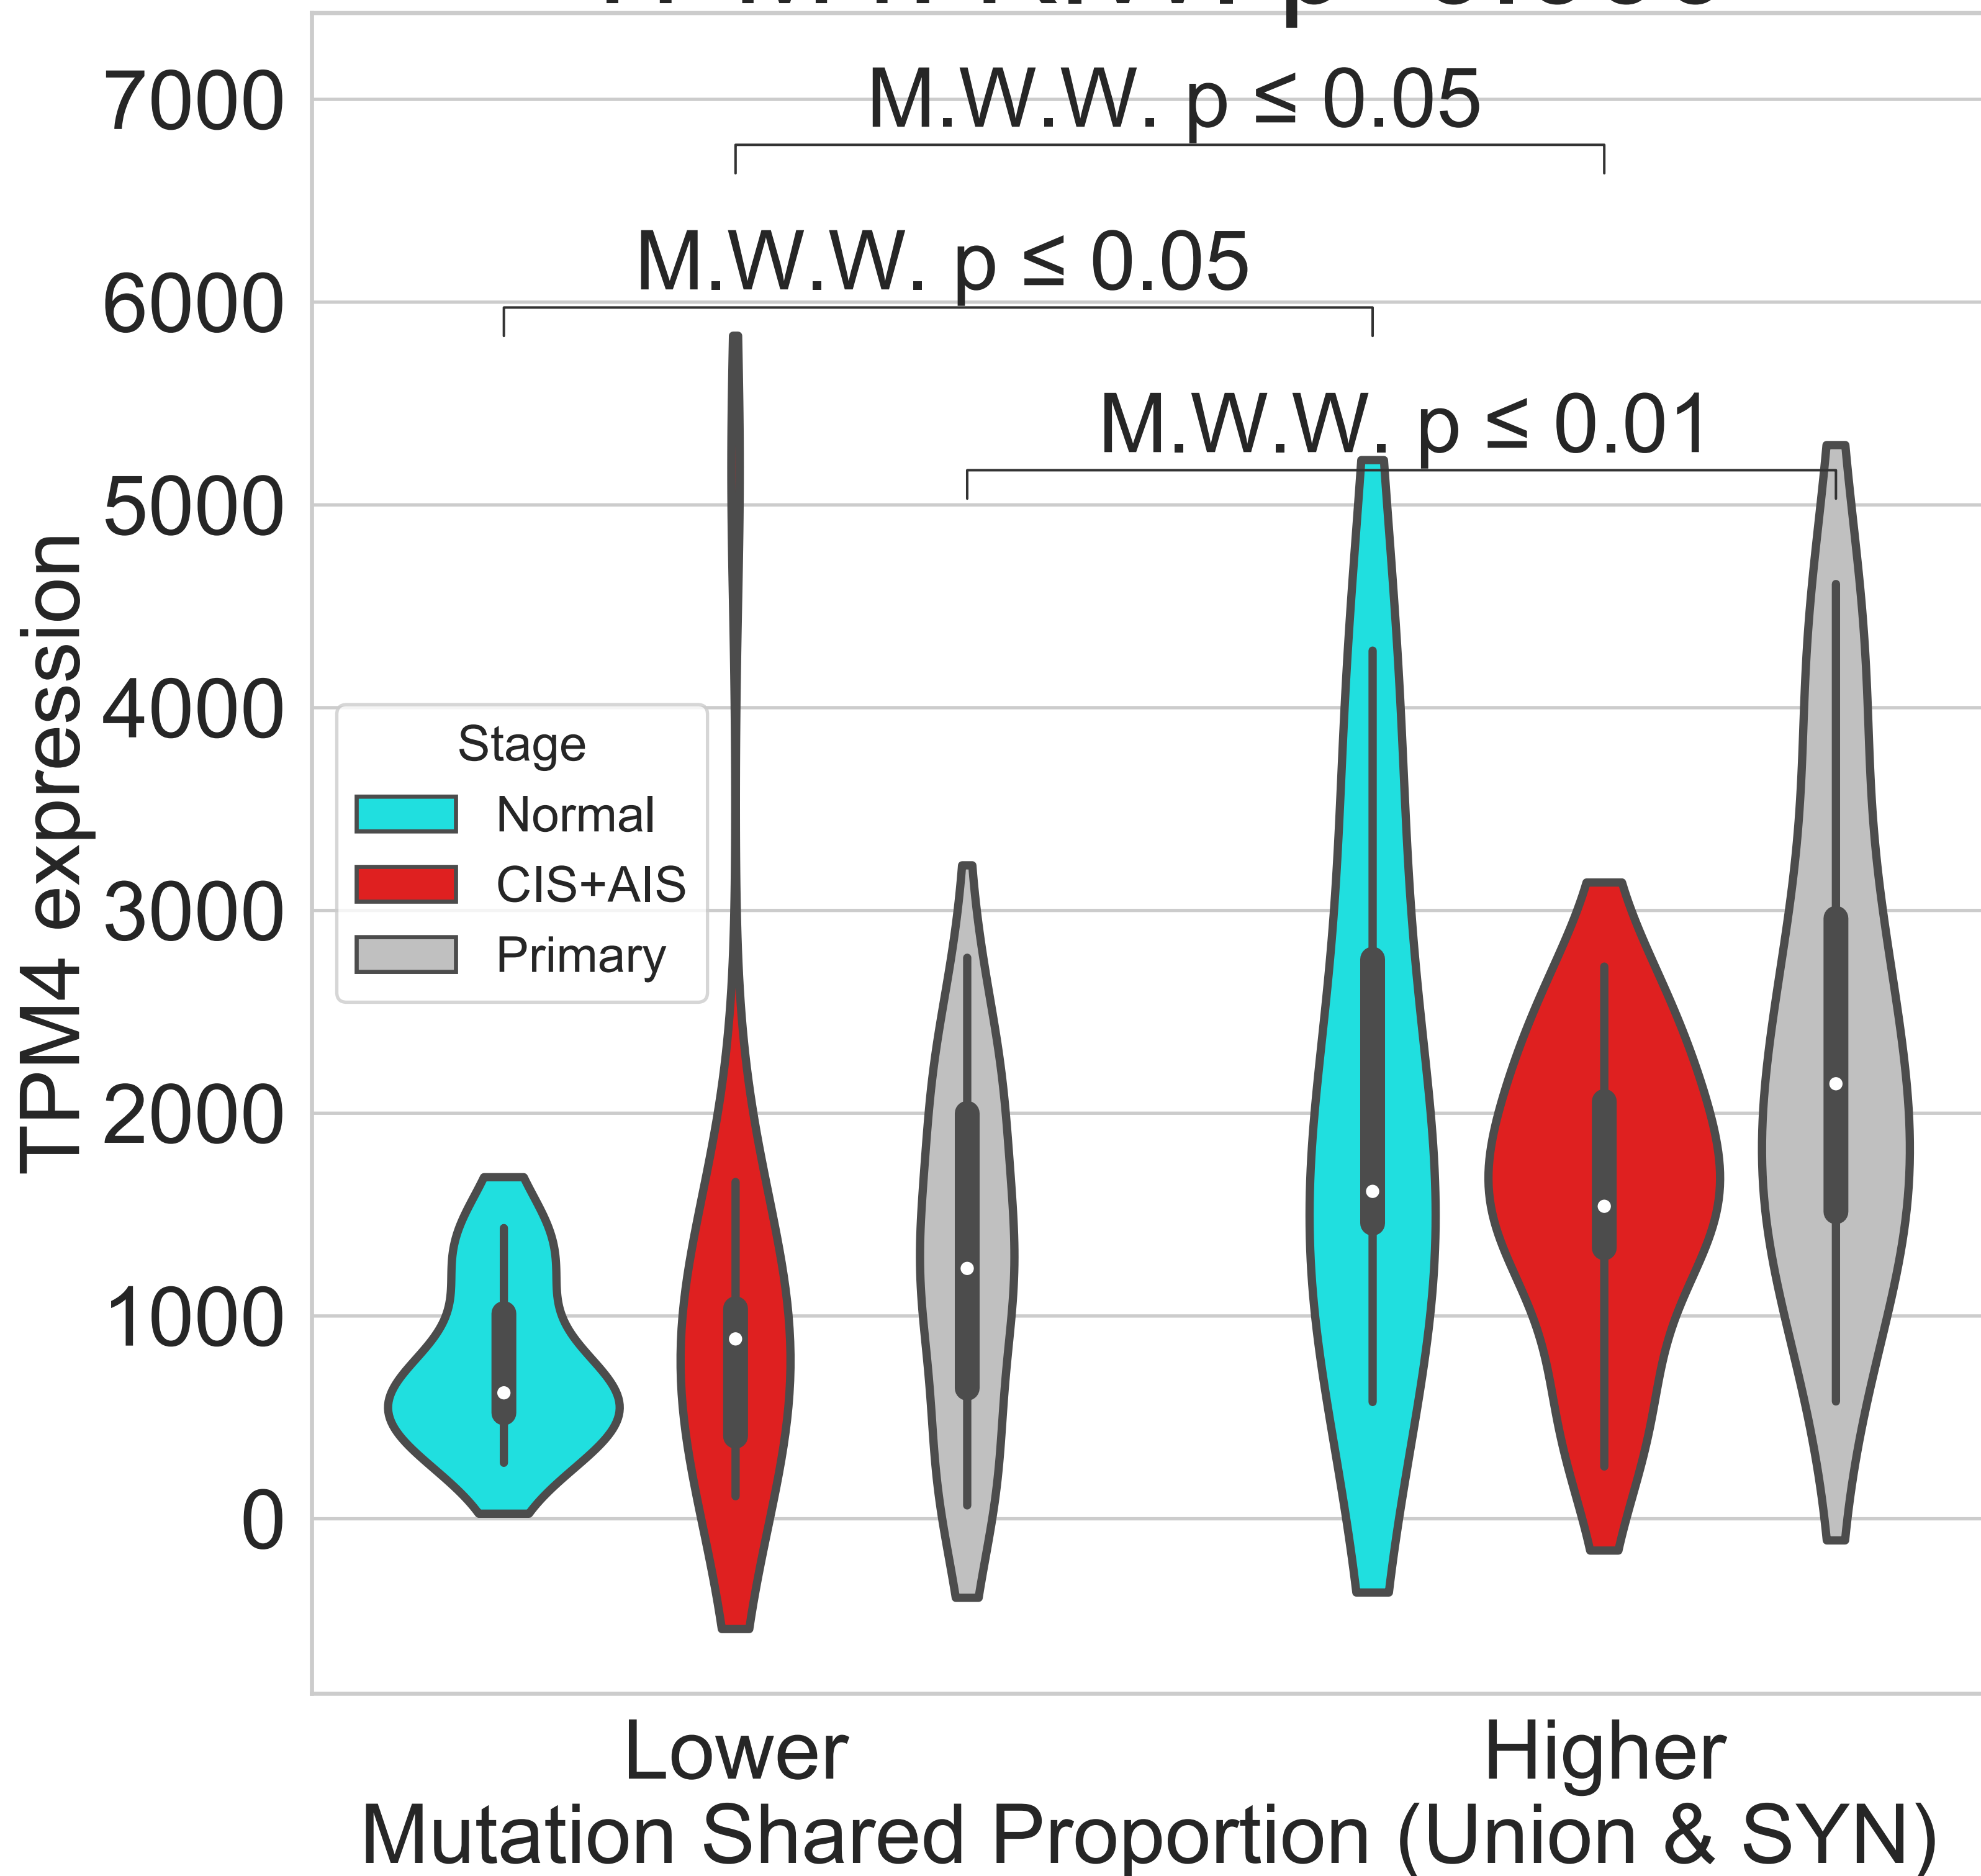 M.W.W. p ≤ 0.05
7000
M.W.W. p ≤ 0.05
6000
M.W.W. p ≤ 0.01
5000
4000
3000
2000
1000
0
TPM4 expression
Stage
Normal
CIS+AIS
Primary
Lower
Higher
Mutation Shared Proportion (Union & SYN)